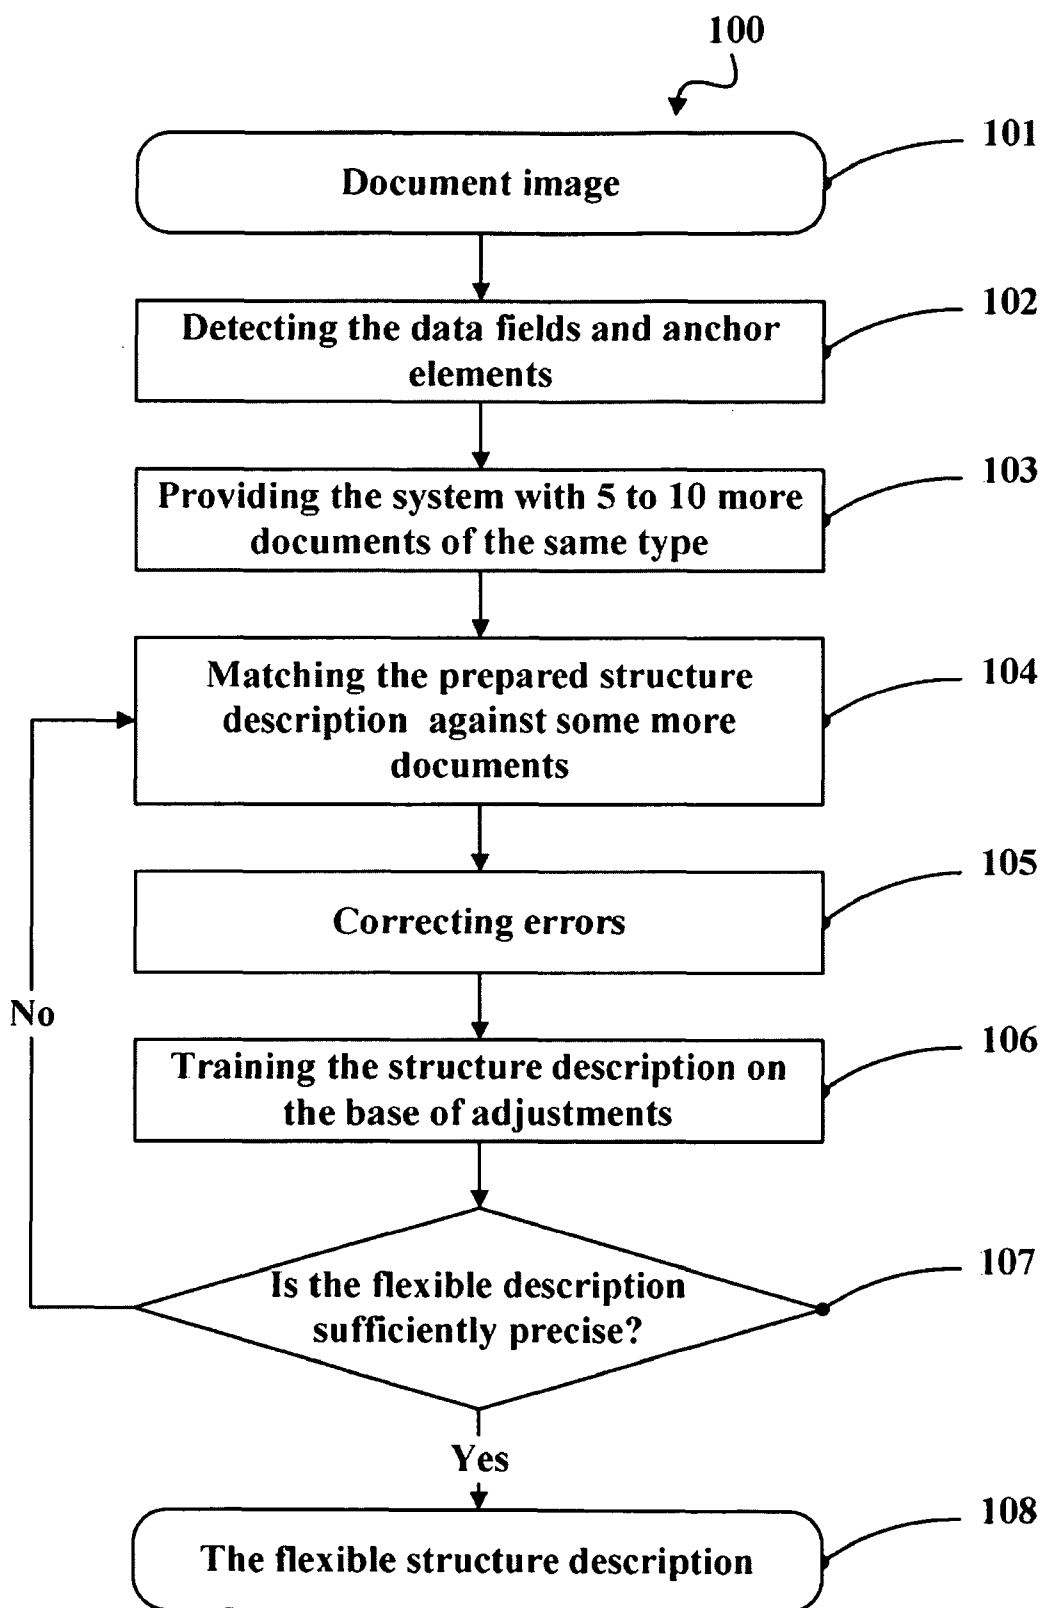 100
Document image
101
Detecting the data fields and anchor
elements
102
Providing the system with 5 to 10 more
documents of the same type
103
Matching the prepared structure
description against some more
documents
104
Correcting errors
105
Training the structure description on
the base of adjustments
106
No
Is the flexible description
sufficiently precise?
107
Yes
The flexible structure description
108